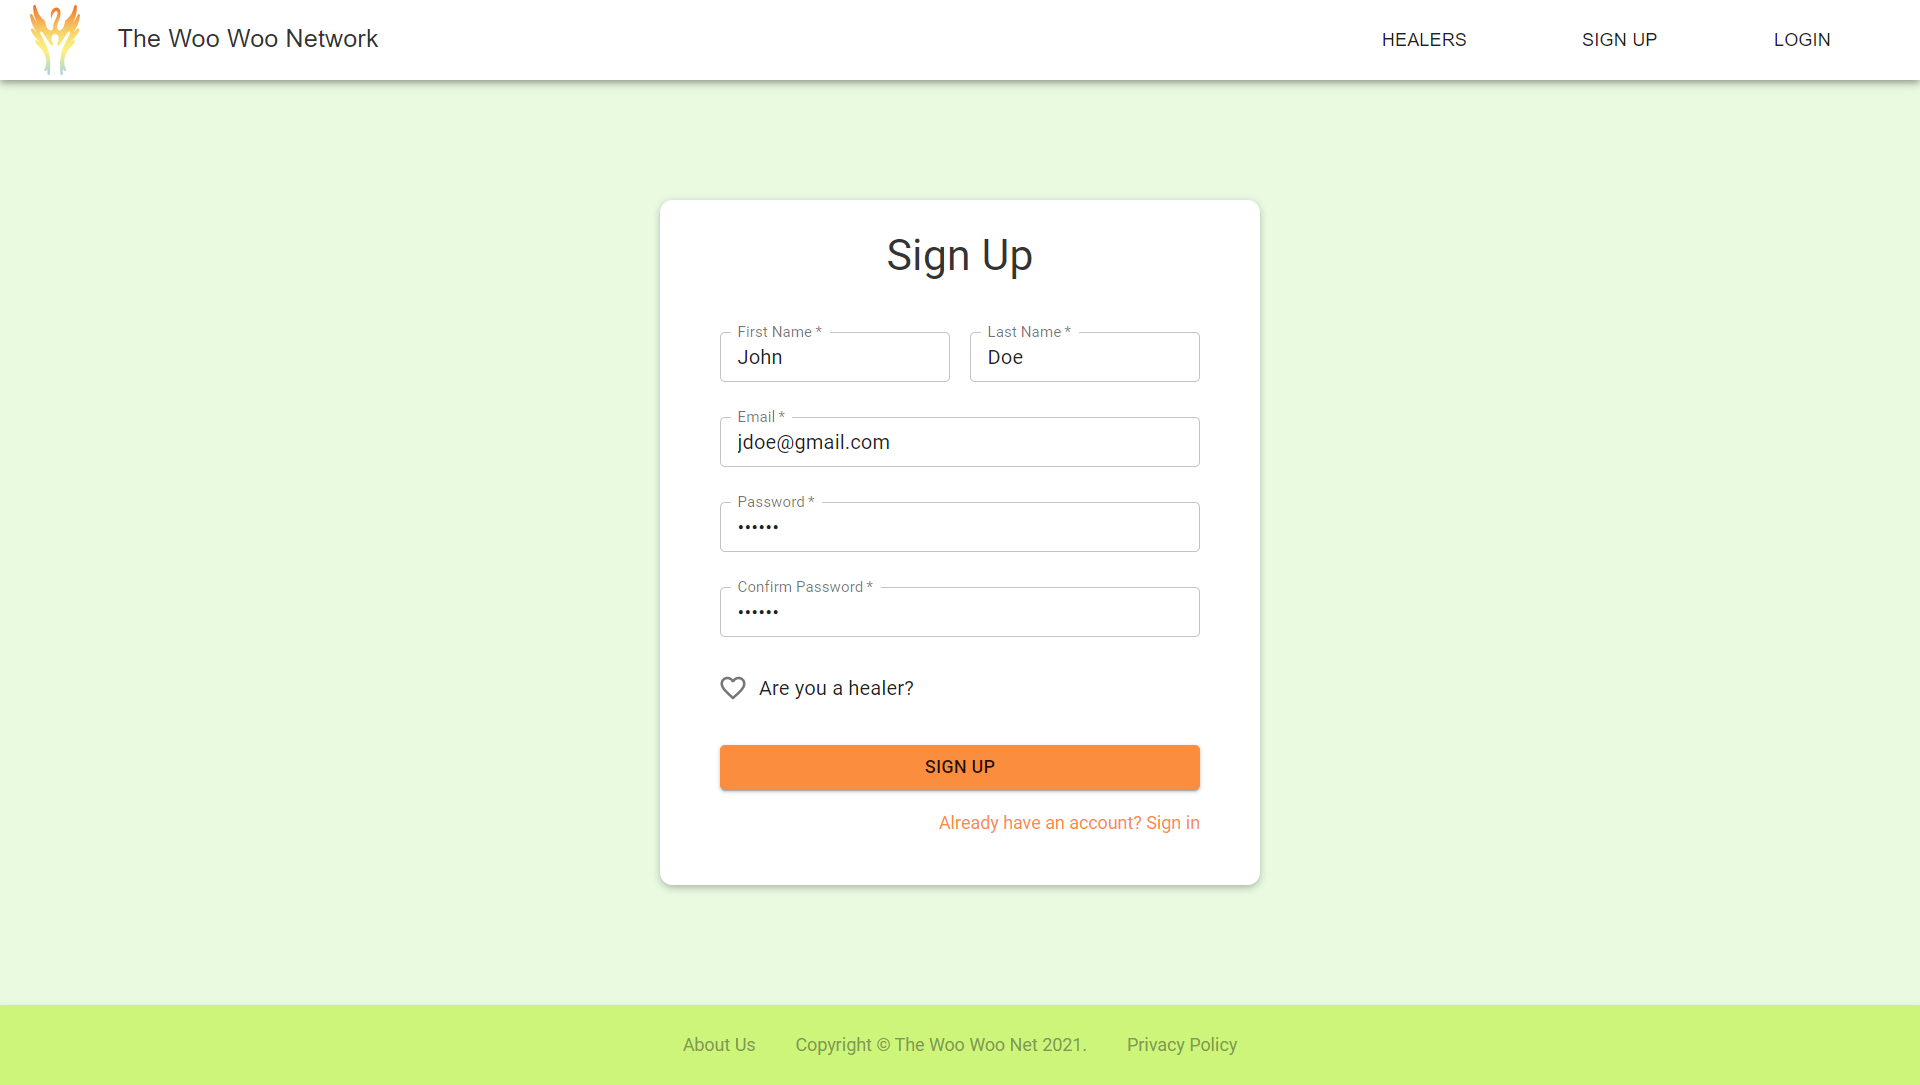 The Woo Woo Network
HEALERS
SIGN UP
LOGIN
Sign Up
First Name *
Last Name *
John
Doe
Email *
jdoe@gmail.com
Password *
••••••
Confirm Password *
••••••
Are you a healer?
SIGN UP
Already have an account? Sign in
About Us
Copyright © The Woo Woo Net 2021.
Privacy Policy